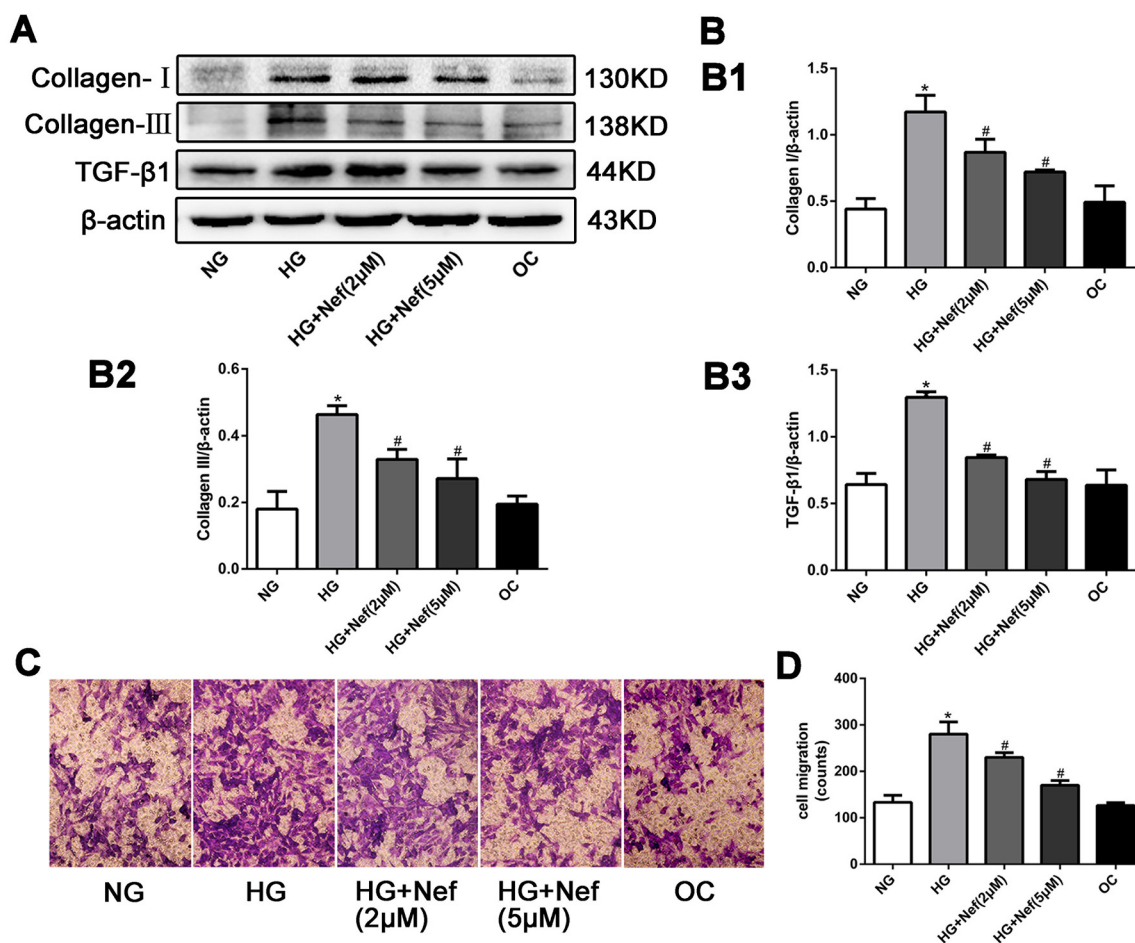 A
Collagen- Ⅰ
130KD
Collagen-Ⅲ
138KD
TGF-β1
44KD
β-actin
43KD
NG
HG
HG+Nef(2μM)
HG+Nef(5μM)
OC
B
B1
Collagen I/β-actin
1.5
1.0
0.5
0.0
*
#
#
NG
HG
HG+Nef(2μM)
HG+Nef(5μM)
OC
B2
Collagen III/β-actin
0.6
0.4
0.2
0.0
*
#
#
NG
HG
HG+Nef(2μM)
HG+Nef(5μM)
OC
B3
TGF-β1/β-actin
1.5
1.0
0.5
0.0
*
#
#
NG
HG
HG+Nef(2μM)
HG+Nef(5μM)
OC
C
NG
HG
HG+Nef
(2μM)
HG+Nef
(5μM)
OC
D
cell migration
(counts)
400
300
200
100
0
*
#
#
NG
HG
HG+Nef(2μM)
HG+Nef(5μM)
OC